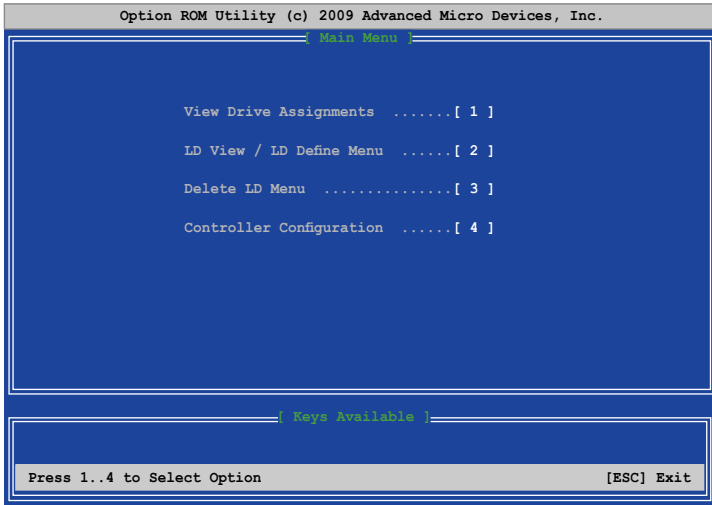 Option ROM Utility (c) 2009 Advanced Micro Devices, Inc.
[ Main Menu ]
View Drive Assignments .......[ 1 ]
LD View / LD Define Menu ......[ 2 ]
Delete LD Menu ...............[ 3 ]
Controller Configuration ......[ 4 ]
[ Keys Available ]
Press 1..4 to Select Option [ESC] Exit